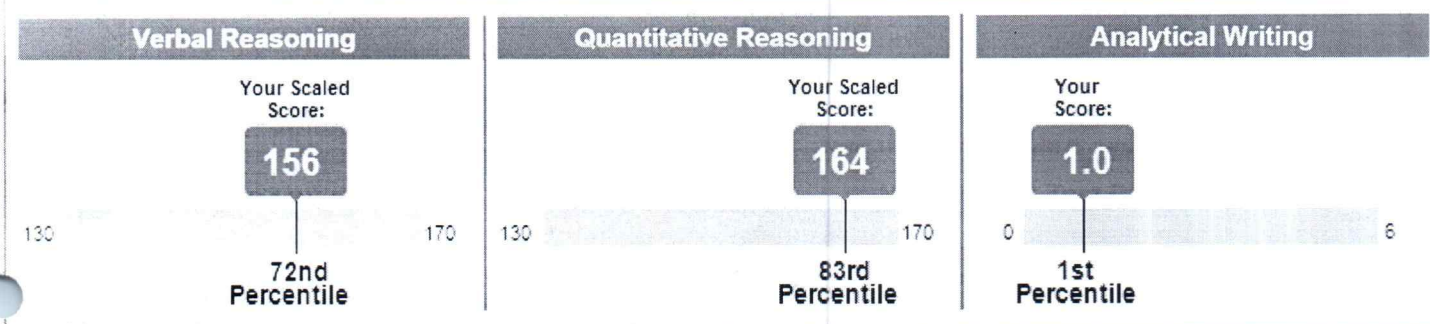 Verbal Reasoning
Your Scaled
Score:
156
130
170
72nd
Percentile
Quantitative Reasoning
Your Scaled
Score:
164
130
170
83rd
Percentile
Analytical Writing
Your
Score:
1.0
0
6
1st
Percentile